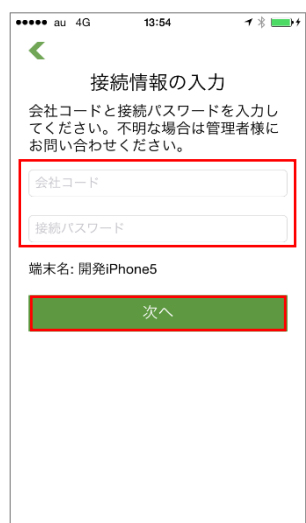 au 4G 13:54
接続情報の入力
会社コードと接続パスワードを入力し
てください。不明な場合は管理者様に
お問い合わせください。
会社コード
接続パスワード
端末名: 開発iPhone5
次へ